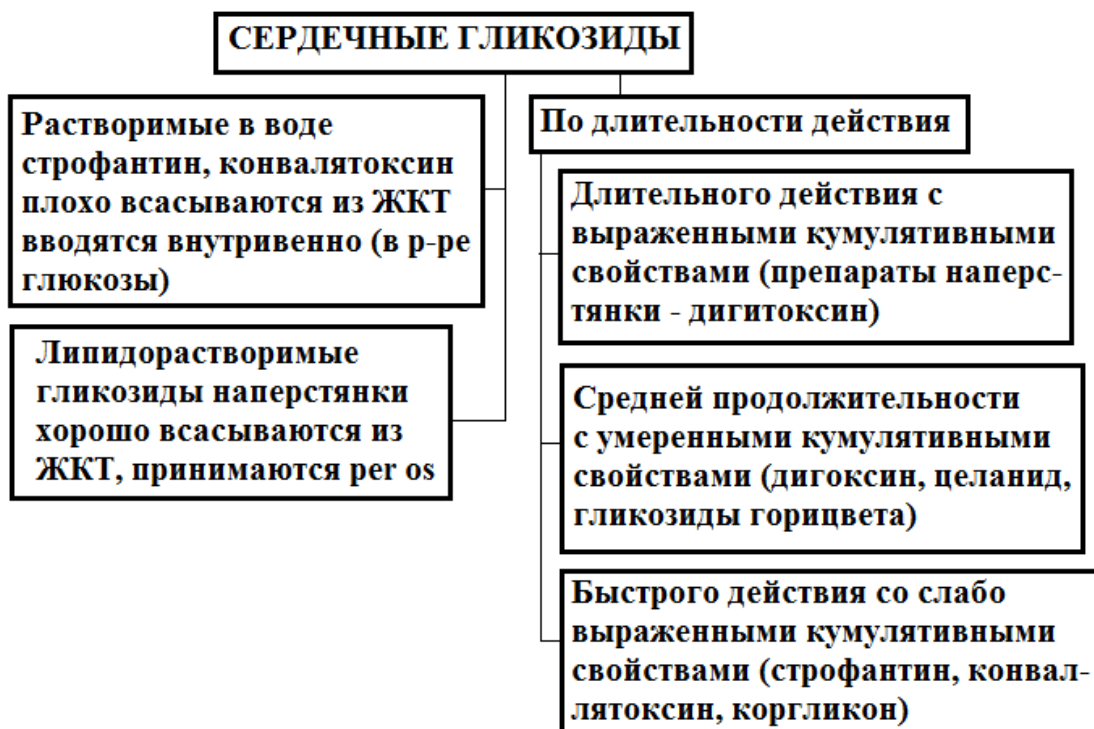 СЕРДЕЧНЫЕ ГЛИКОЗИДЫ
Растворимые в воде
строфантин, конвалятоксин
плохо всасываются из ЖКТ
вводятся внутривенно (в р-ре
глюкозы)
Липидорастворимые
гликозиды наперстянки
хорошо всасываются из
ЖКТ, принимаются per os
По длительности действия
Длительного действия с
выраженными кумулятивными
свойствами (препараты наперс-
тянки - дигитоксин)
Средней продолжительности
с умеренными кумулятивными
свойствами (дигоксин, целанид,
гликозиды горицвета)
Быстрого действия со слабо
выраженными кумулятивными
свойствами (строфантин, конвал-
лятоксин, коргликон)